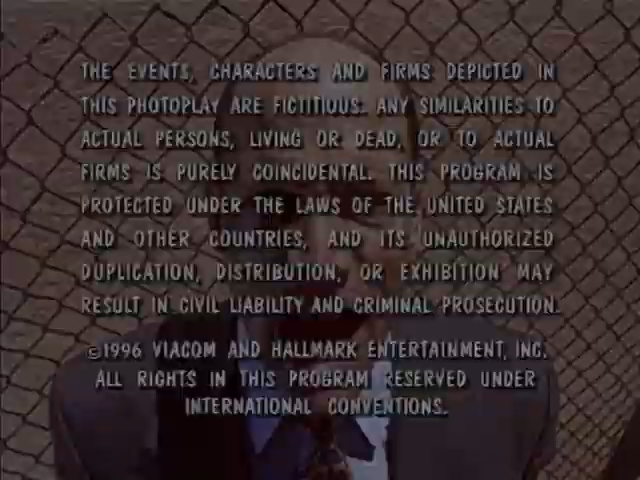 THE EVENTS, CHARACTERS AND FIRMS DEPICTED IN
THIS PHOTOPLAY ARE FICTITIOUS. ANY SIMILARITIES TO
ACTUAL PERSONS, LIVING OR DEAD, OR TO ACTUAL
FIRMS IS PURELY COINCIDENTAL. THIS PROGRAM IS
PROTECTED UNDER THE LAWS OF THE UNITED STATES
AND OTHER COUNTRIES, AND ITS UNAUTHORIZED
DUPLICATION, DISTRIBUTION, OR EXHIBITION MAY
RESULT IN CIVIL LIABILITY AND CRIMINAL PROSECUTION.
©1996 VIACOM AND HALLMARK ENTERTAINMENT, INC.
ALL RIGHTS IN THIS PROGRAM RESERVED UNDER
INTERNATIONAL CONVENTIONS.